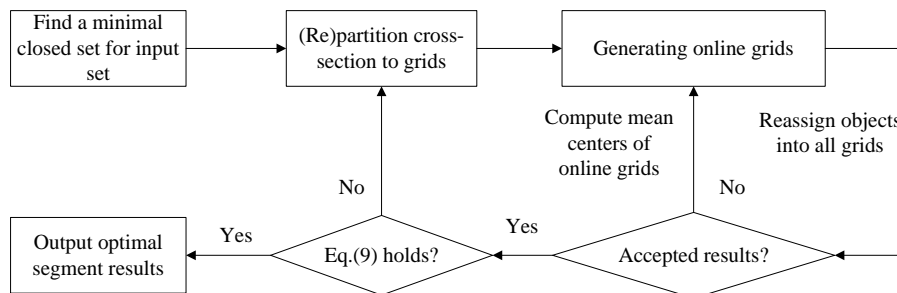 Find a minimal
closed set for input
set
(Re)partition cross-
section to grids
Generating online grids
Compute mean
centers of
online grids
Reassign objects
into all grids
No
No
Output optimal
segment results
Yes
Eq.(9) holds?
Yes
Accepted results?